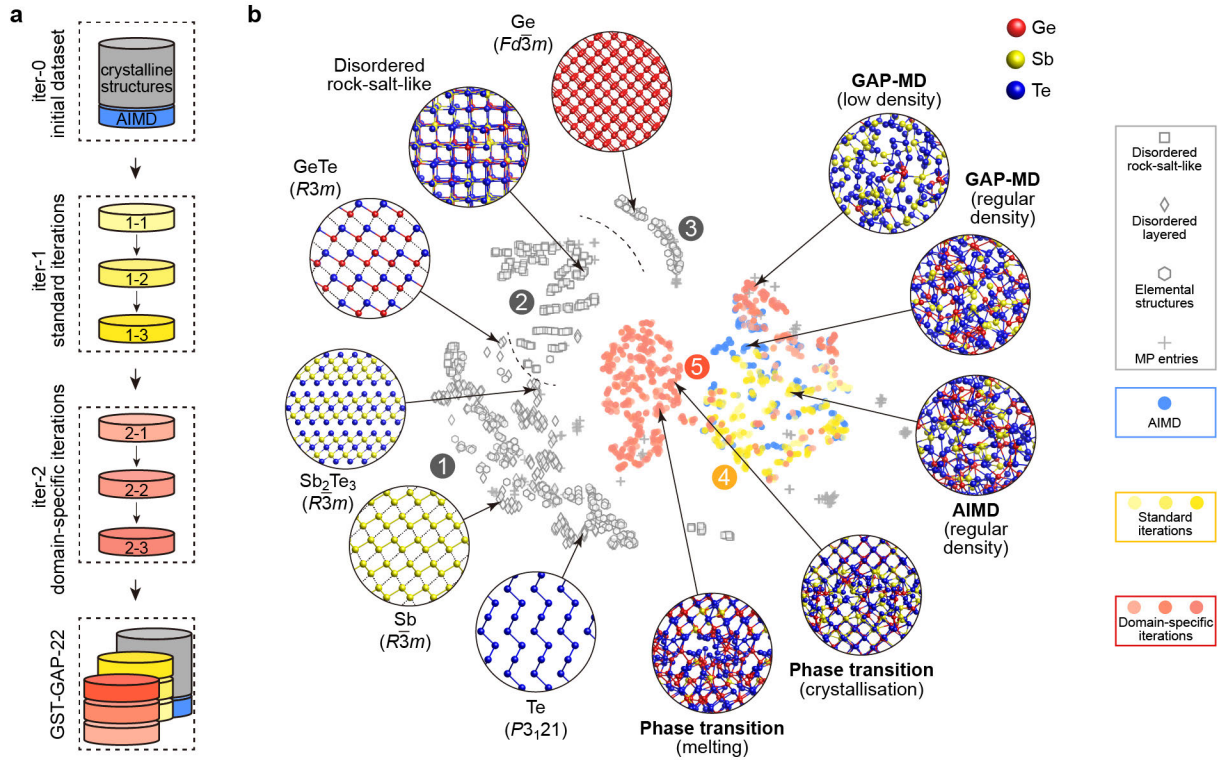 a
iter-0
initial dataset
crystalline
structures
AIMD
iter-1
standard iterations
1-1
1-2
1-3
iter-2
domain-specific iterations
2-1
2-2
2-3
GST-GAP-22
b
Ge
(Fd3̅m)
Disordered
rock-salt-like
GeTe
(R3m)
Sb₂Te₃
(R3̅m)
Sb
(R3̅m)
Te
(P3₁21)
Phase transition
(melting)
Phase transition
(crystallisation)
AIMD
(regular
density)
GAP-MD
(regular
density)
GAP-MD
(low density)
1
2
3
4
5
Ge
Sb
Te
Disordered
rock-salt-like
Disordered
layered
Elemental
structures
MP entries
AIMD
Standard
iterations
Domain-specific
iterations